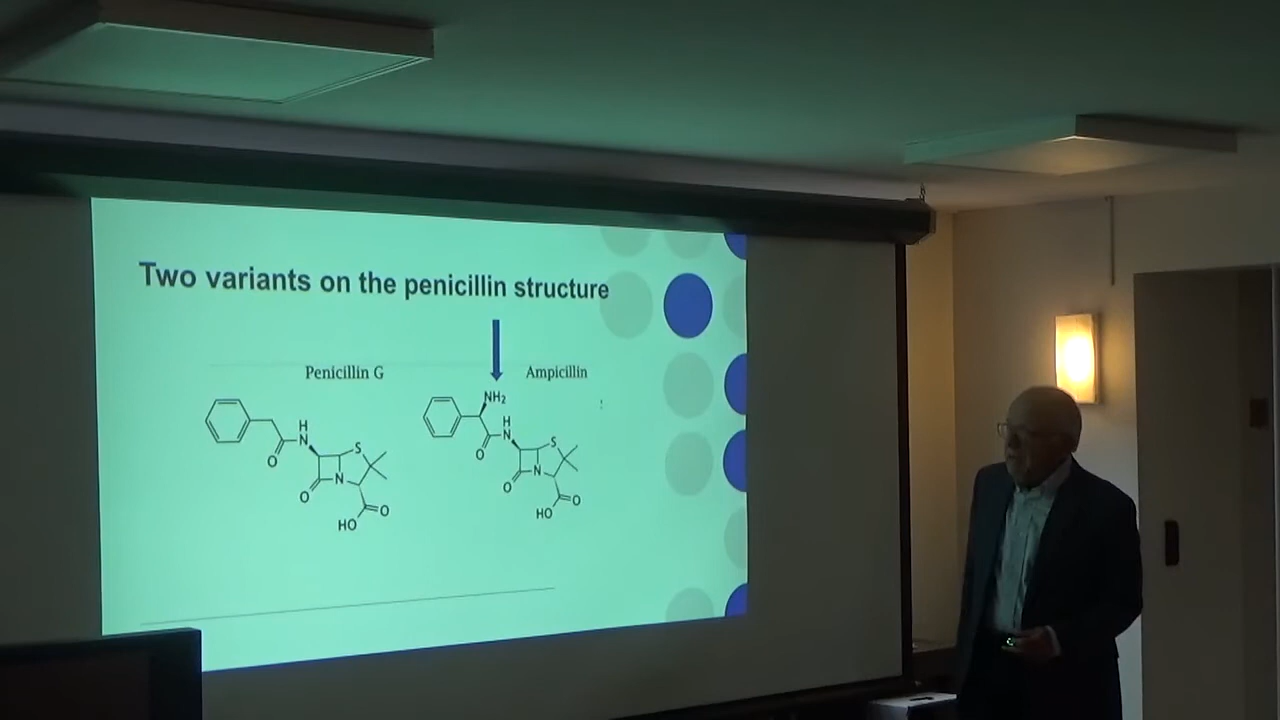 Two variants on the penicillin structure
Penicillin G
Ampicillin
NH₂
H
N
O
S
N
O
O
HO
H
N
O
S
N
O
O
HO